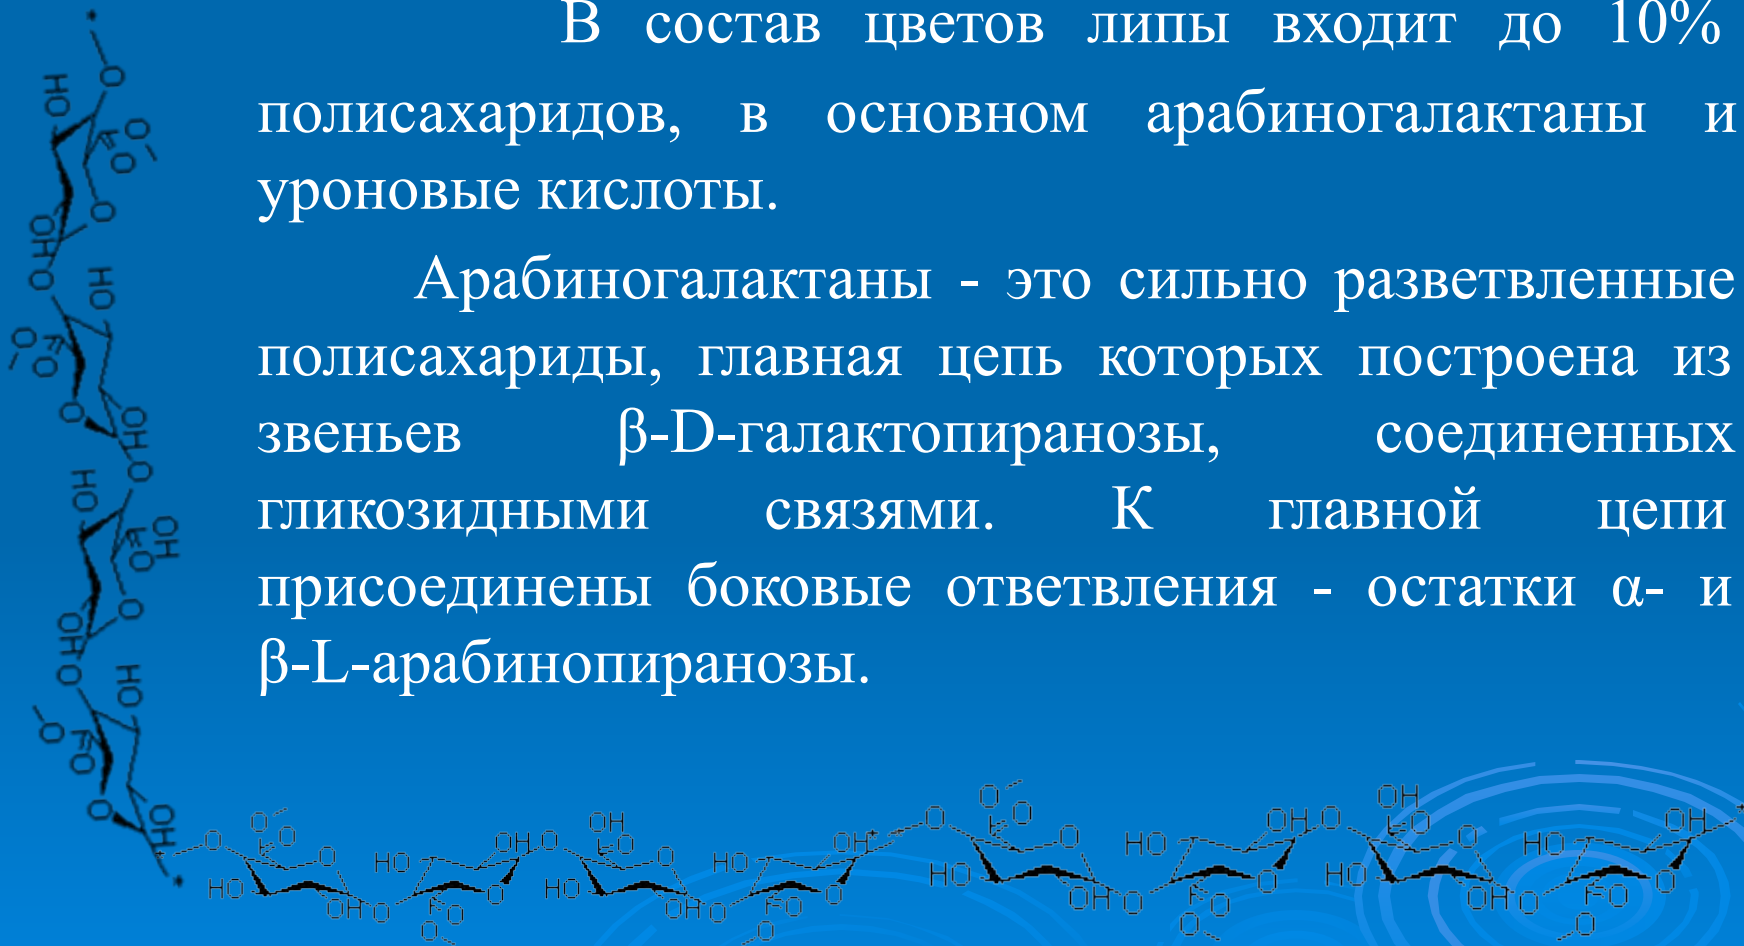 В состав цветов липы входит до 10%
полисахаридов, в основном арабиногалактаны и
уроновые кислоты.
Арабиногалактаны - это сильно разветвленные
полисахариды, главная цепь которых построена из
звеньев β-D-галактопиранозы, соединенных
гликозидными связями. К главной цепи
присоединены боковые ответвления - остатки α- и
β-L-арабинопиранозы.